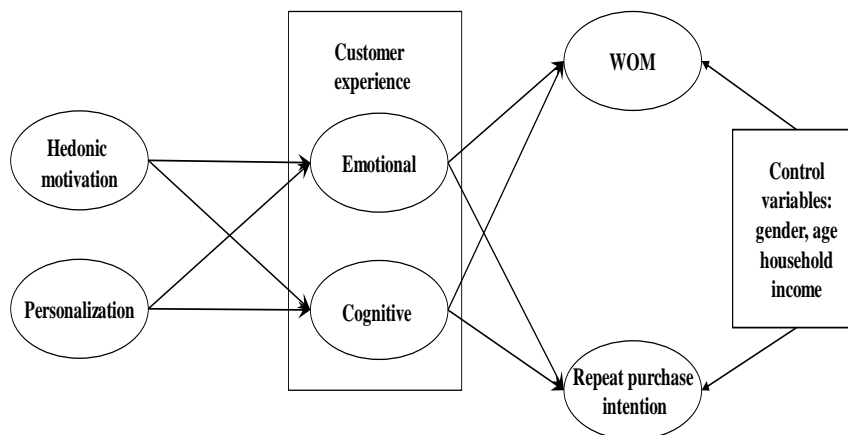 Customer
experience
WOM
Hedonic
motivation
Emotional
Control
variables:
gender, age
household
income
Personalization
Cognitive
Repeat purchase
intention